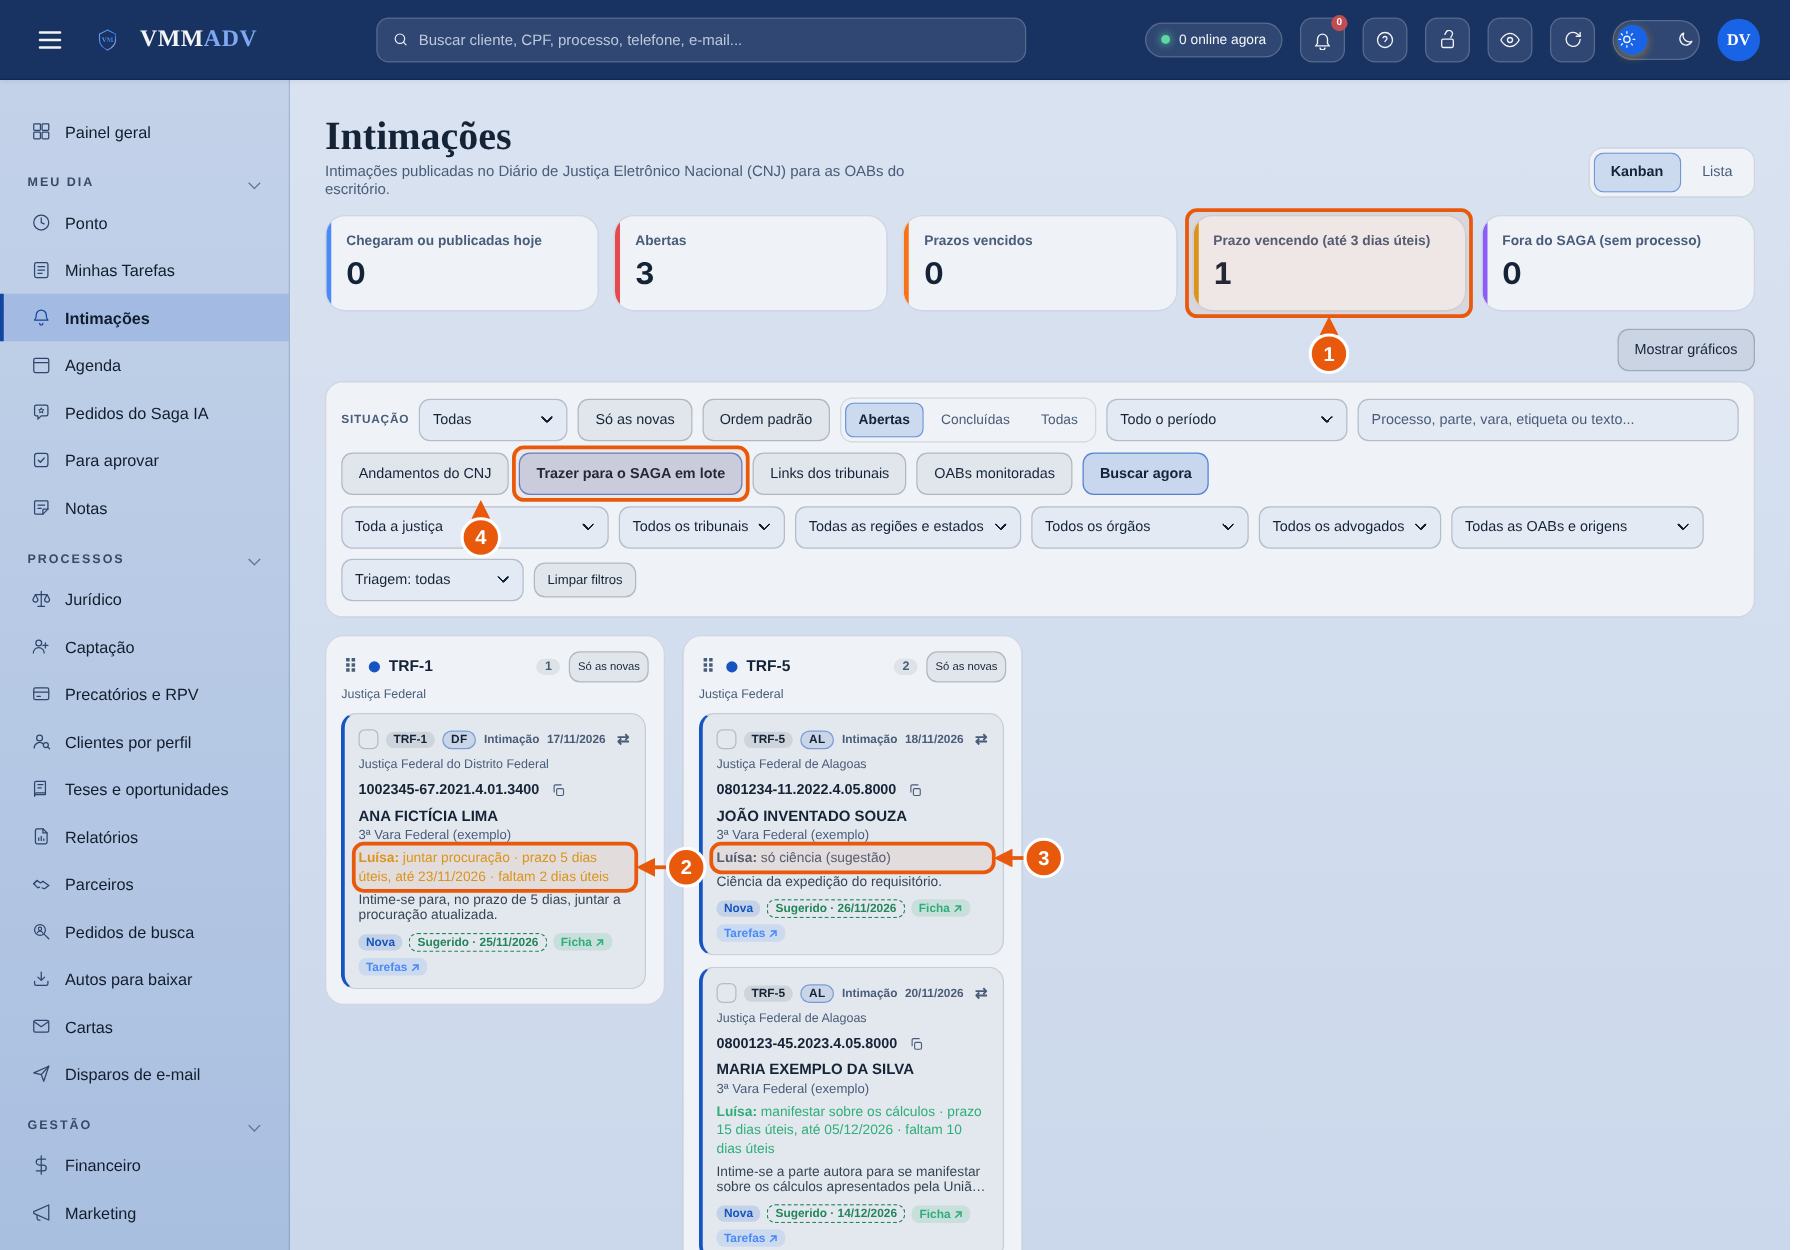 VMMADV
Buscar cliente, CPF, processo, telefone, e-mail...
0 online agora
0
DV
Painel geral
MEU DIA
Ponto
Minhas Tarefas
Intimações
Agenda
Pedidos do Saga IA
Para aprovar
Notas
PROCESSOS
Jurídico
Captação
Precatórios e RPV
Clientes por perfil
Teses e oportunidades
Relatórios
Parceiros
Pedidos de busca
Autos para baixar
Cartas
Disparos de e-mail
GESTÃO
Financeiro
Marketing
Intimações
Intimações publicadas no Diário de Justiça Eletrônico Nacional (CNJ) para as OABs do
escritório.
Kanban Lista
Chegaram ou publicadas hoje
0
Abertas
3
Prazos vencidos
0
Prazo vencendo (até 3 dias úteis)
1
Fora do SAGA (sem processo)
0
1
Mostrar gráficos
SITUAÇÃO Todas Só as novas Ordem padrão Abertas Concluídas Todas Todo o período Processo, parte, vara, etiqueta ou texto...
Andamentos do CNJ Trazer para o SAGA em lote Links dos tribunais OABs monitoradas Buscar agora
Toda a justiça Todos os tribunais Todas as regiões e estados Todos os órgãos Todos os advogados Todas as OABs e origens
4
Triagem: todas Limpar filtros
TRF-1 1 Só as novas
Justiça Federal
TRF-1 DF Intimação 17/11/2026
Justiça Federal do Distrito Federal
1002345-67.2021.4.01.3400
ANA FICTÍCIA LIMA
3ª Vara Federal (exemplo)
Luísa: juntar procuração · prazo 5 dias
úteis, até 23/11/2026 · faltam 2 dias úteis
2
Intime-se para, no prazo de 5 dias, juntar a
procuração atualizada.
Nova Sugerido · 25/11/2026 Ficha
Tarefas
TRF-5 2 Só as novas
Justiça Federal
TRF-5 AL Intimação 18/11/2026
Justiça Federal de Alagoas
0801234-11.2022.4.05.8000
JOÃO INVENTADO SOUZA
3ª Vara Federal (exemplo)
Luísa: só ciência (sugestão)
3
Ciência da expedição do requisitório.
Nova Sugerido · 26/11/2026 Ficha
Tarefas
TRF-5 AL Intimação 20/11/2026
Justiça Federal de Alagoas
0800123-45.2023.4.05.8000
MARIA EXEMPLO DA SILVA
3ª Vara Federal (exemplo)
Luísa: manifestar sobre os cálculos · prazo
15 dias úteis, até 05/12/2026 · faltam 10
dias úteis
Intime-se a parte autora para se manifestar
sobre os cálculos apresentados pela Uniã…
Nova Sugerido · 14/12/2026 Ficha
Tarefas